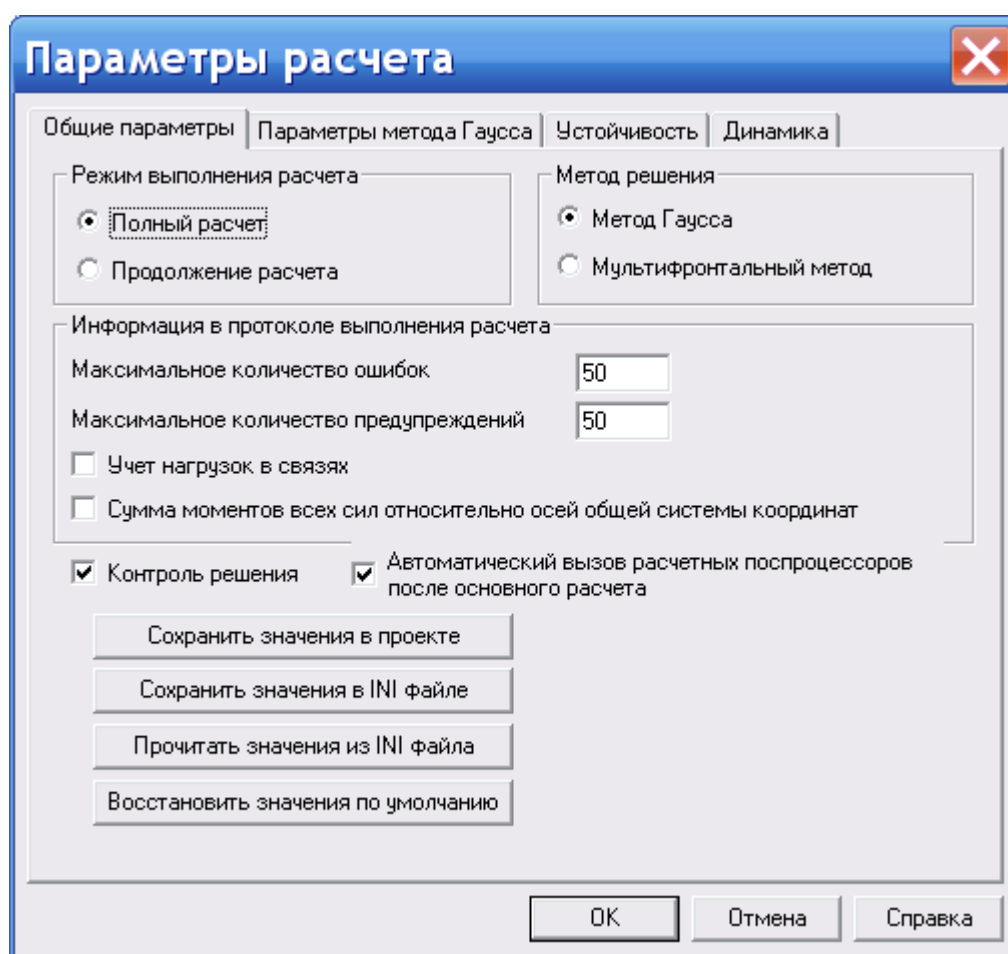 Параметры расчета
Общие параметры
Параметры метода Гаусса
Устойчивость
Динамика
Режим выполнения расчета
Полный расчет
Продолжение расчета
Метод решения
Метод Гаусса
Мультифронтальный метод
Информация в протоколе выполнения расчета
Максимальное количество ошибок 50
Максимальное количество предупреждений 50
Учет нагрузок в связях
Сумма моментов всех сил относительно осей общей системы координат
Контроль решения
Автоматический вызов расчетных поспроцессоров
после основного расчета
Сохранить значения в проекте
Сохранить значения в INI файле
Прочитать значения из INI файла
Восстановить значения по умолчанию
OK
Отмена
Справка